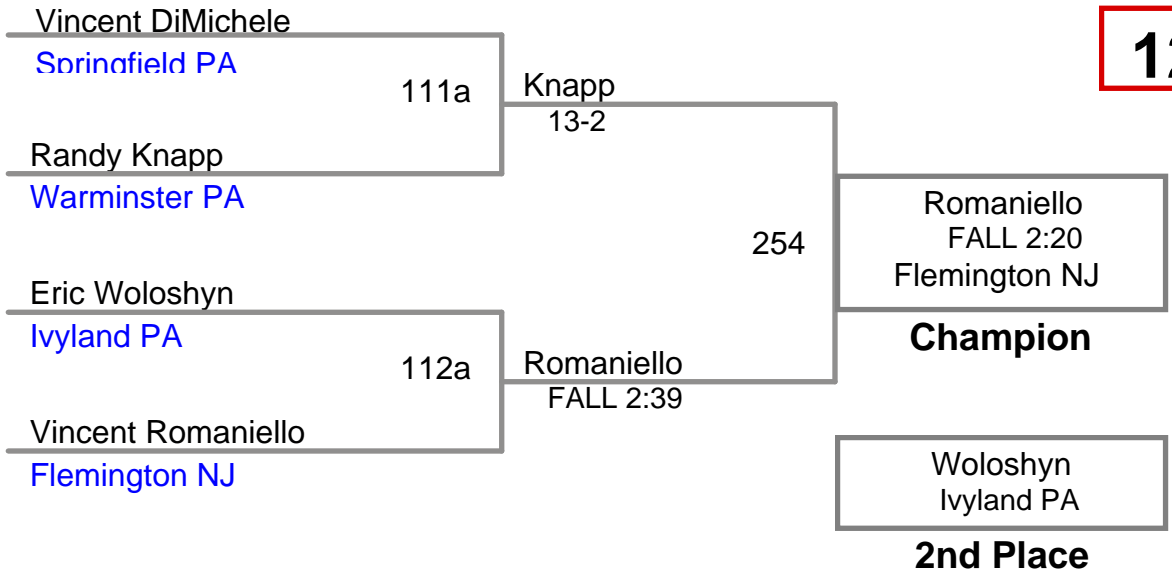 Vincent DiMichele
Springfield PA
111a
Knapp
13-2
Randy Knapp
Warminster PA
254
Romaniello
FALL 2:20
Flemington NJ
Champion
Eric Woloshyn
Ivyland PA
112a
Romaniello
FALL 2:39
Vincent Romaniello
Flemington NJ
Woloshyn
Ivyland PA
2nd Place